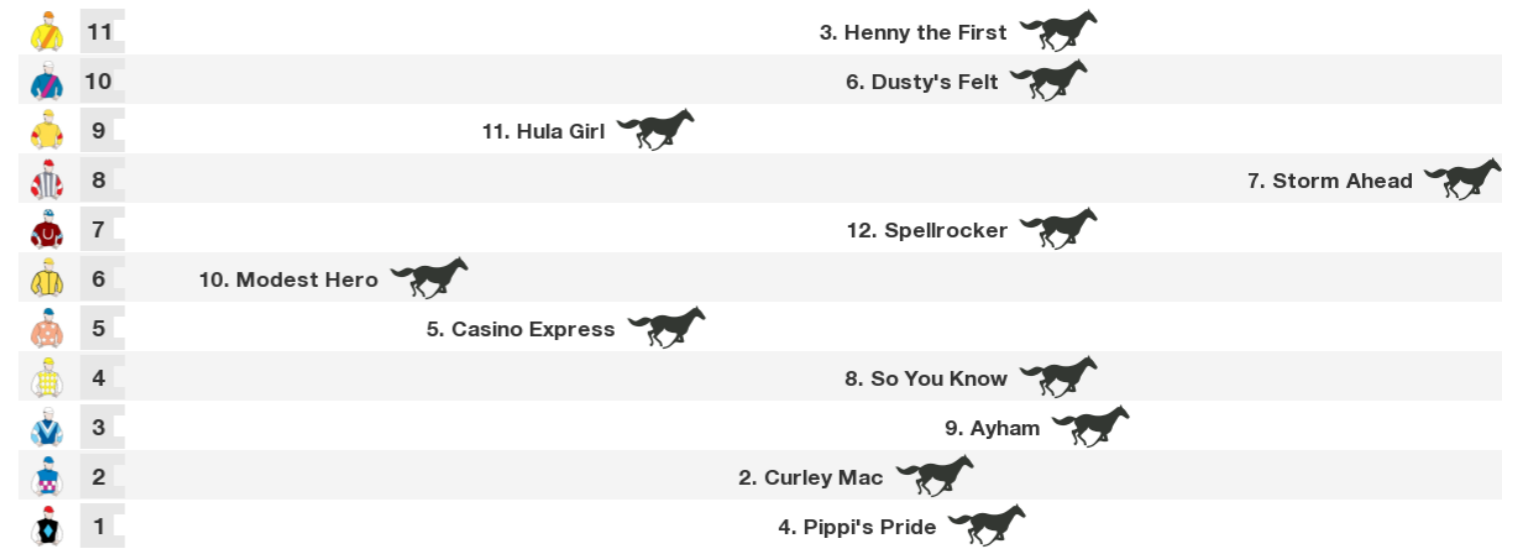 11 3. Henny the First
10 6. Dusty's Felt
9 11. Hula Girl
8 7. Storm Ahead
7 12. Spellrocker
6 10. Modest Hero
5 5. Casino Express
4 8. So You Know
3 9. Ayham
2 2. Curley Mac
1 4. Pippi's Pride